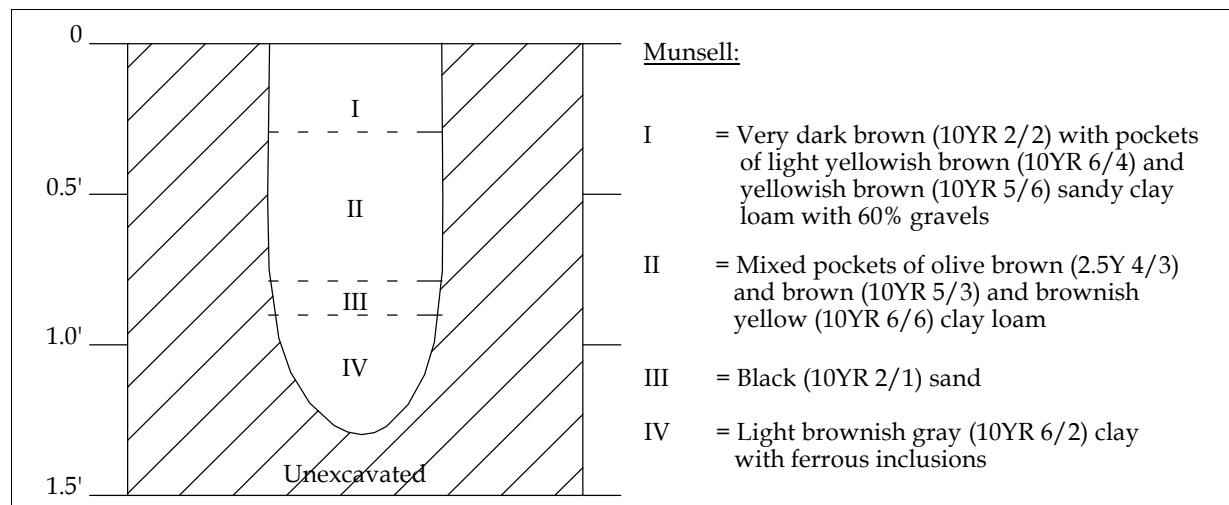 0
0.5'
1.0'
1.5'
I
II
III
IV
Unexcavated
Munsell:
I = Very dark brown (10YR 2/2) with pockets
of light yellowish brown (10YR 6/4) and
yellowish brown (10YR 5/6) sandy clay
loam with 60% gravels
II = Mixed pockets of olive brown (2.5Y 4/3)
and brown (10YR 5/3) and brownish
yellow (10YR 6/6) clay loam
III = Black (10YR 2/1) sand
IV = Light brownish gray (10YR 6/2) clay
with ferrous inclusions